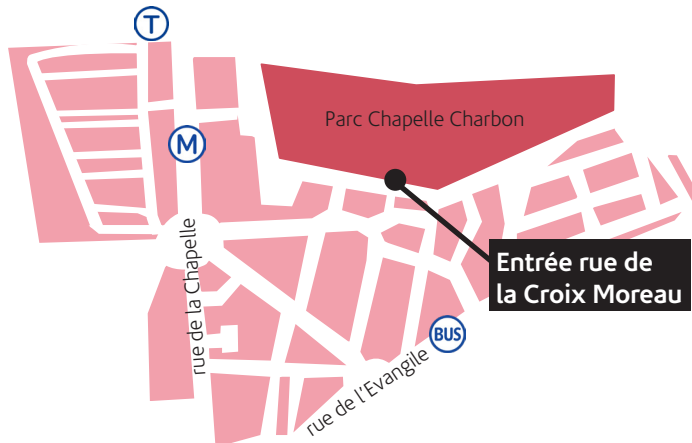 T
Parc Chapelle Charbon
M
Entrée rue de
la Croix Moreau
rue de la Chapelle
BUS
rue de l'Evangile